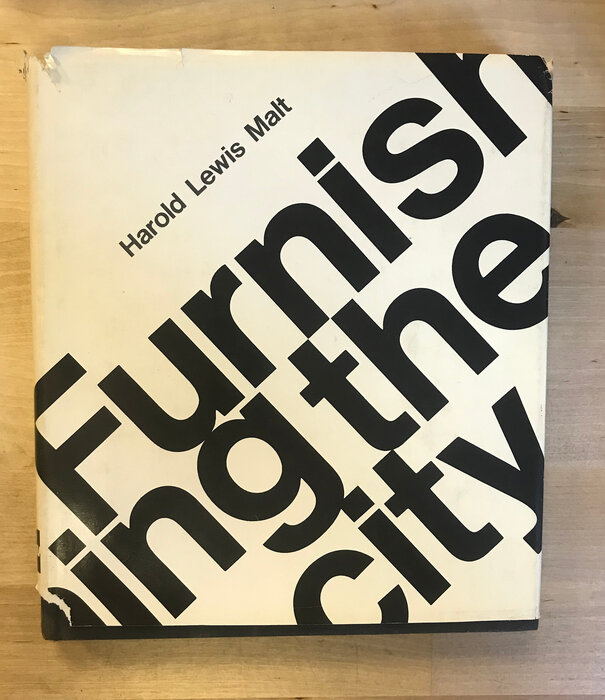 Harold Lewis Malt
Furnish
ing the
city